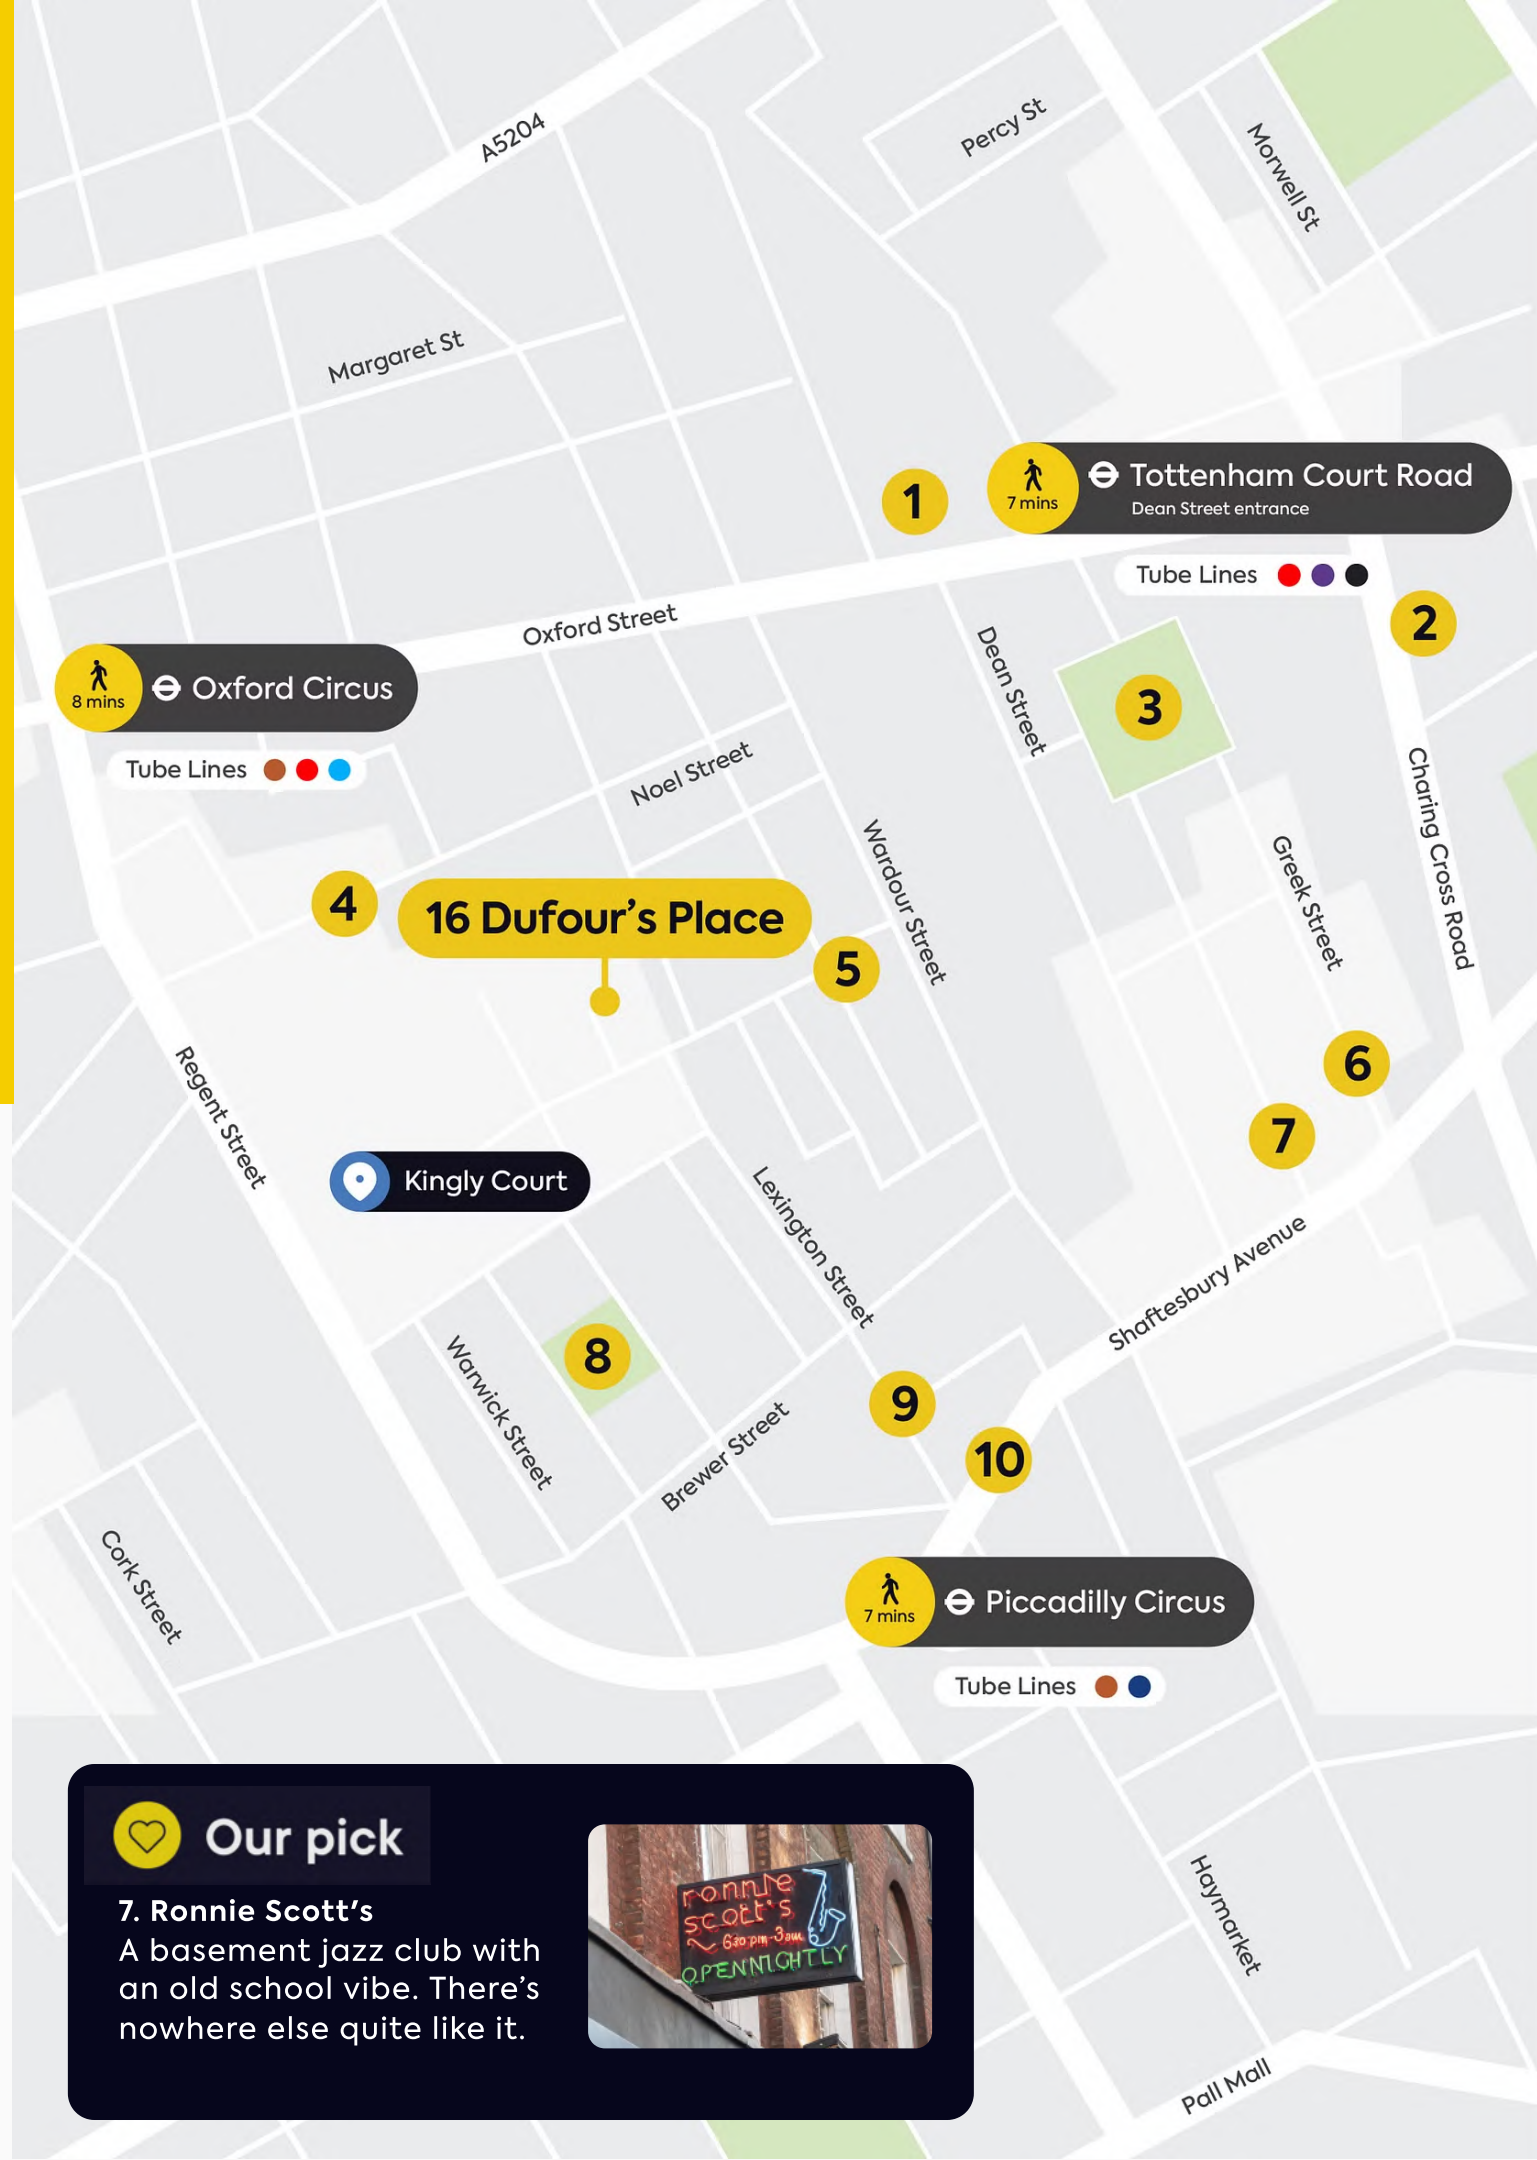 A5204
Percy St
Morwell St
Margaret St
7 mins
Tottenham Court Road
Dean Street entrance
1
Tube Lines
2
Oxford Street
Dean Street
3
8 mins
Oxford Circus
Tube Lines
Noel Street
Charing Cross Road
Wardour Street
Greek Street
4
16 Dufour’s Place
5
6
Regent Street
7
Kingly Court
Lexington Street
Shaftesbury Avenue
8
Warwick Street
9
Brewer Street
10
Cork Street
7 mins
Piccadilly Circus
Tube Lines
Our pick
7. Ronnie Scott's
A basement jazz club with
an old school vibe. There’s
nowhere else quite like it.
ronnie
scott's
630 pm-3am
OPEN NIGHTLY
Haymarket
Pall Mall